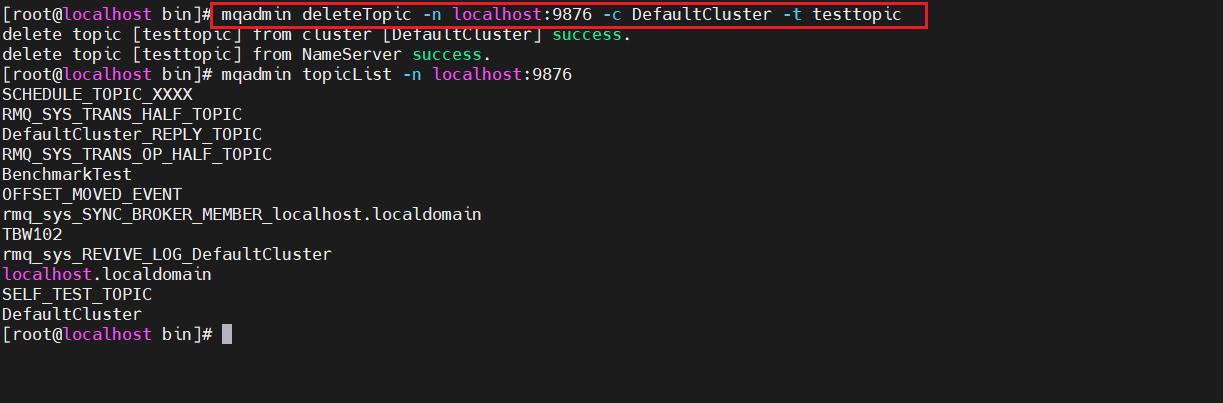 [root@localhost bin]# mqadmin deleteTopic -n localhost:9876 -c DefaultCluster -t testtopic
delete topic [testtopic] from cluster [DefaultCluster] success.
delete topic [testtopic] from NameServer success.
[root@localhost bin]# mqadmin topicList -n localhost:9876
SCHEDULE_TOPIC_XXXX
RMQ_SYS_TRANS_HALF_TOPIC
DefaultCluster_REPLY_TOPIC
RMQ_SYS_TRANS_OP_HALF_TOPIC
BenchmarkTest
OFFSET_MOVED_EVENT
rmq_sys_SYNC_BROKER_MEMBER_localhost.localdomain
TBW102
rmq_sys_REVIVE_LOG_DefaultCluster
localhost.localdomain
SELF_TEST_TOPIC
DefaultCluster
[root@localhost bin]#